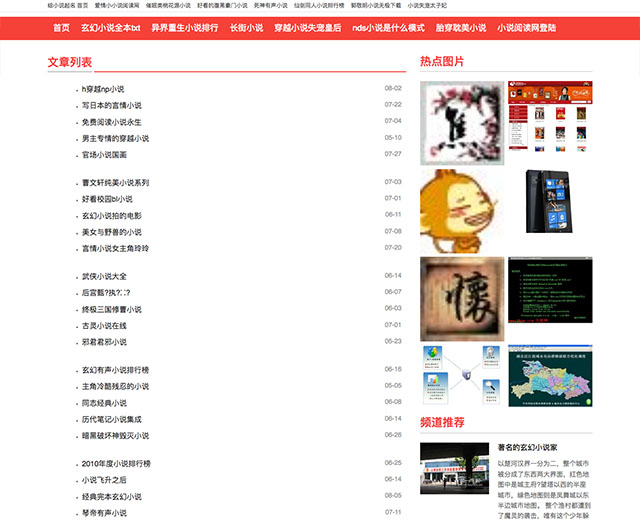 给小说起名 首页 爱情小小说阅读网 催眠类桃花源小说 好看的腹黑豪门小说 死神有声小说 仙剑同人小说排行榜 郭敬明小说无极下载 小说失宠太子妃
首页 玄幻小说全本txt 异界重生小说排行 长街小说 穿越小说失宠皇后 nds小说是什么模式 胎穿耽美小说 小说阅读网登陆
文章列表
h穿越np小说 08-02
写日本的言情小说 07-22
免费阅读小说永生 07-04
男主专情的穿越小说 05-10
官场小说国画 07-27
曹文轩纯美小说系列 07-03
好看校园bl小说 07-01
玄幻小说拍的电影 06-11
美女与野兽的小说 07-08
言情小说女主角玲玲 07-20
武侠小说大全 06-14
后宫甄?执?.:? 06-07
终极三国修曹小说 06-03
古灵小说在线 07-01
邪君君邪小说 05-23
玄幻有声小说排行榜 06-16
主角冷酷残忍的小说 05-05
同志经典小说 06-08
历代笔记小说集成 06-14
暗黑破坏神毁灭小说 06-26
2010年度小说排行榜 06-25
小说飞升之后 06-14
经典完本玄幻小说 08-05
琴帝有声小说 07-11
热点图片
懷
频道推荐
著名的玄幻小说家
以楚河汉界一分为二，整个城市
被分成了东西两大界面，红色地
图中是城主府?望塔以西的半座
城市，绿色地图则是凤舞城以东
半边城市地图。 整个渔村都遭到
了魔灵的袭击，唯有这个少年躲